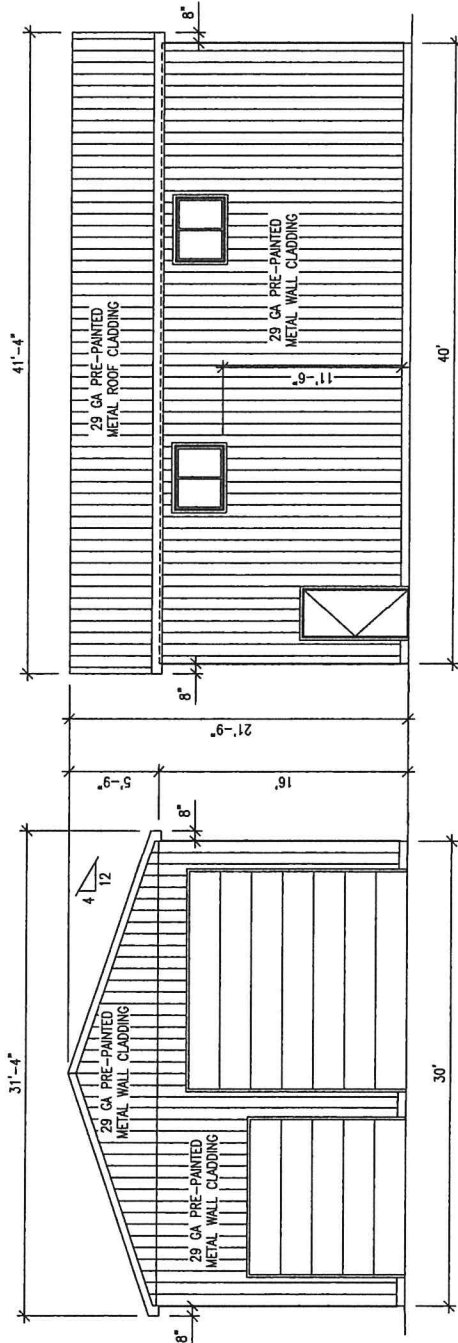 41'-4"
8"
29 GA PRE-PAINTED
METAL ROOF CLADDING
29 GA PRE-PAINTED
METAL WALL CLADDING
11'-6"
40'
8"
21'-9"
5'-9"
16'
31'-4"
8"
4
12
29 GA PRE-PAINTED
METAL WALL CLADDING
29 GA PRE-PAINTED
METAL WALL CLADDING
30'
8"